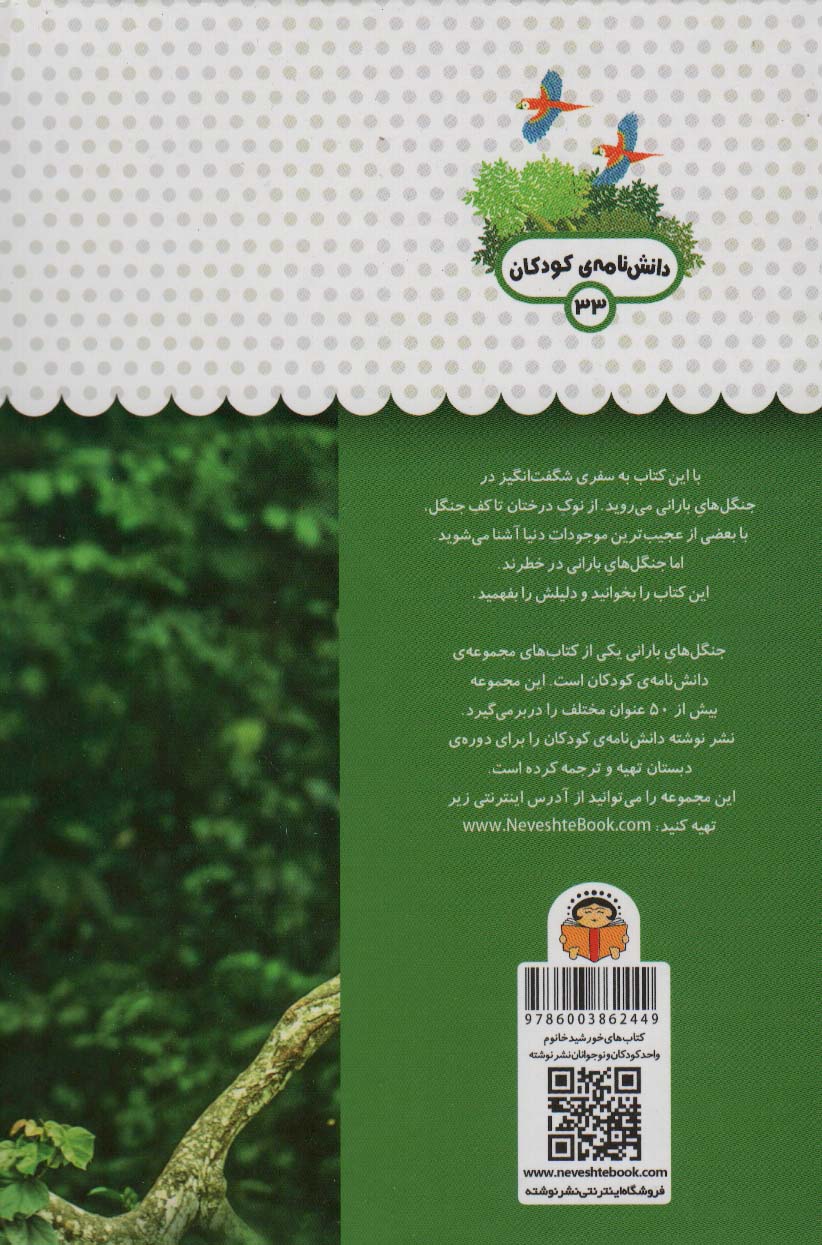 دانش‌نامه‌ی کودکان
۳۳
با این کتاب به سفری شگفت‌انگیز در
جنگل‌های بارانی می‌روید. از نوک درختان تا کف جنگل،
با بعضی از عجیب‌ترین موجوداتِ دنیا آشنا می‌شوید.
اما جنگل‌هایِ بارانی در خطرند.
این کتاب را بخوانید و دلیلش را بفهمید.
جنگل‌هایِ بارانی یکی از کتاب‌های مجموعه‌ی
دانش‌نامه‌ی کودکان است. این مجموعه
بیش از ۵۰ عنوان مختلف را در بر می‌گیرد.
نشر نوشته دانش‌نامه‌ی کودکان را برای دوره‌ی
دبستان تهیه و ترجمه کرده است.
این مجموعه را می‌توانید از آدرس اینترنتی زیر
تهیه کنید: www.NeveshteBook.com
9786003862449
کتاب‌های خورشید خانوم
واحد کودکان و نوجوانان نشر نوشته
www.neveshtebook.com
فروشگاه اینترنتی نشر نوشته